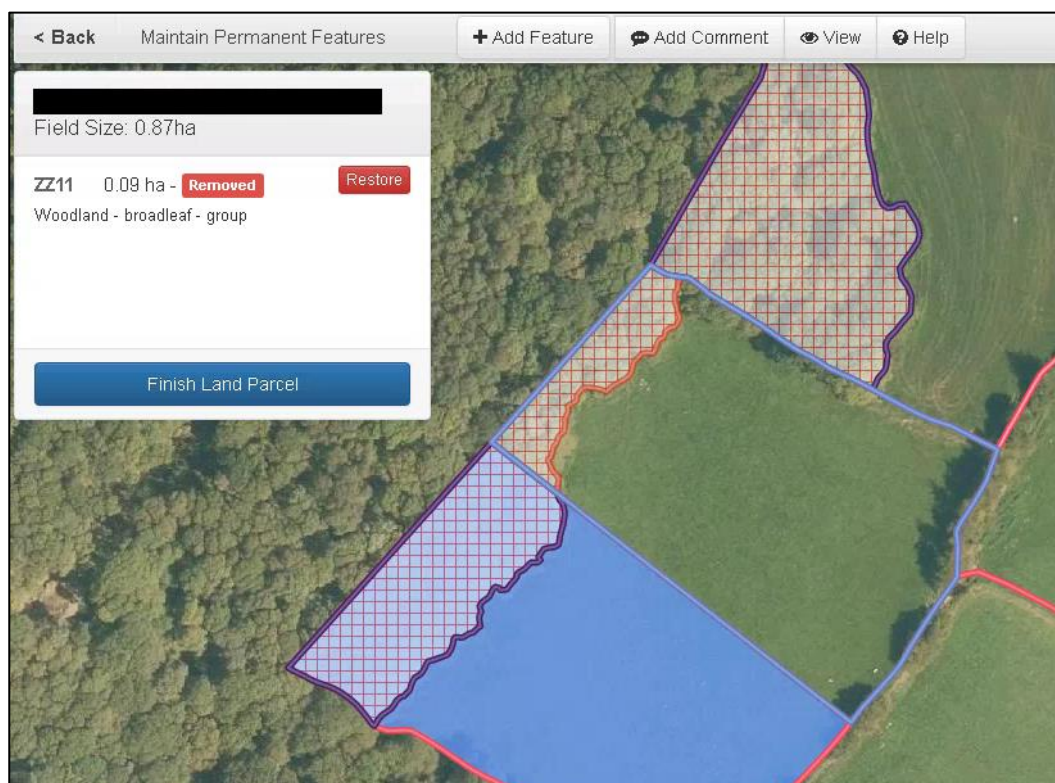 < Back Maintain Permanent Features + Add Feature Add Comment View Help
Field Size: 0.87ha
ZZ11 0.09 ha - Removed Restore
Woodland - broadleaf - group
Finish Land Parcel